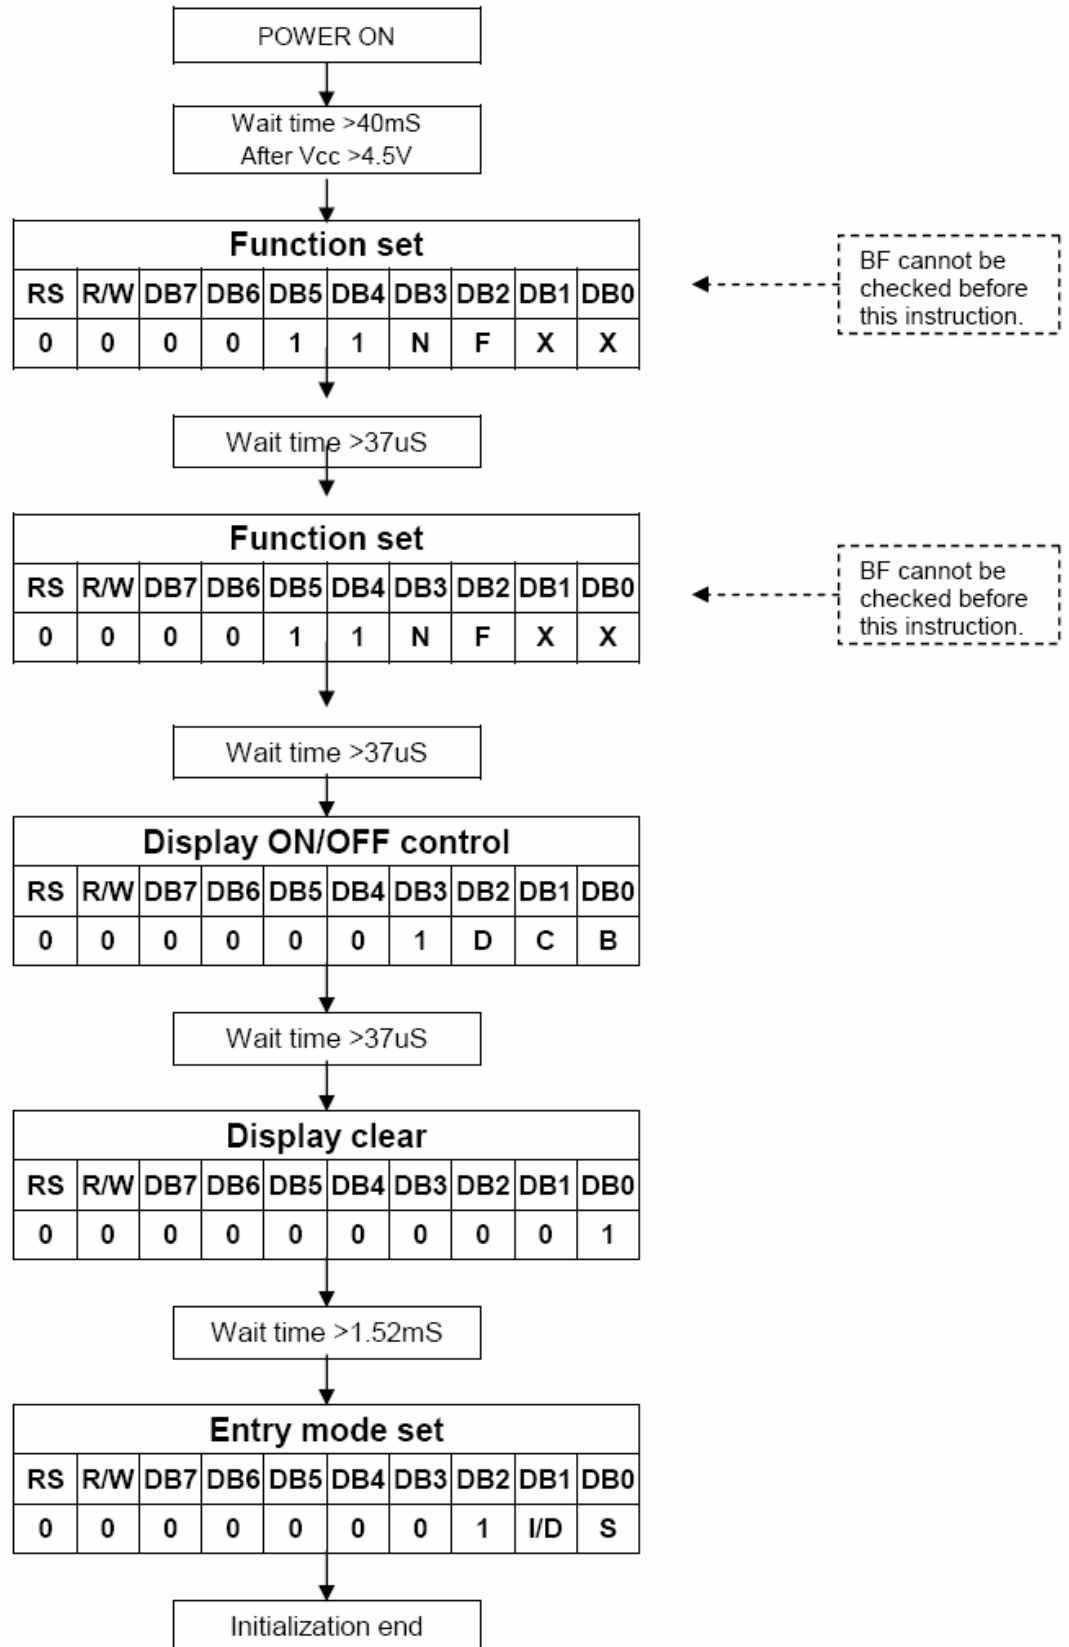 POWER ON
Wait time >40mS
After Vcc >4.5V
Function set
RS R/W DB7 DB6 DB5 DB4 DB3 DB2 DB1 DB0
0 0 0 0 1 1 N F X X
BF cannot be
checked before
this instruction.
Wait time >37uS
Function set
RS R/W DB7 DB6 DB5 DB4 DB3 DB2 DB1 DB0
0 0 0 0 1 1 N F X X
BF cannot be
checked before
this instruction.
Wait time >37uS
Display ON/OFF control
RS R/W DB7 DB6 DB5 DB4 DB3 DB2 DB1 DB0
0 0 0 0 0 0 1 D C B
Wait time >37uS
Display clear
RS R/W DB7 DB6 DB5 DB4 DB3 DB2 DB1 DB0
0 0 0 0 0 0 0 0 0 1
Wait time >1.52mS
Entry mode set
RS R/W DB7 DB6 DB5 DB4 DB3 DB2 DB1 DB0
0 0 0 0 0 0 0 1 I/D S
Initialization end